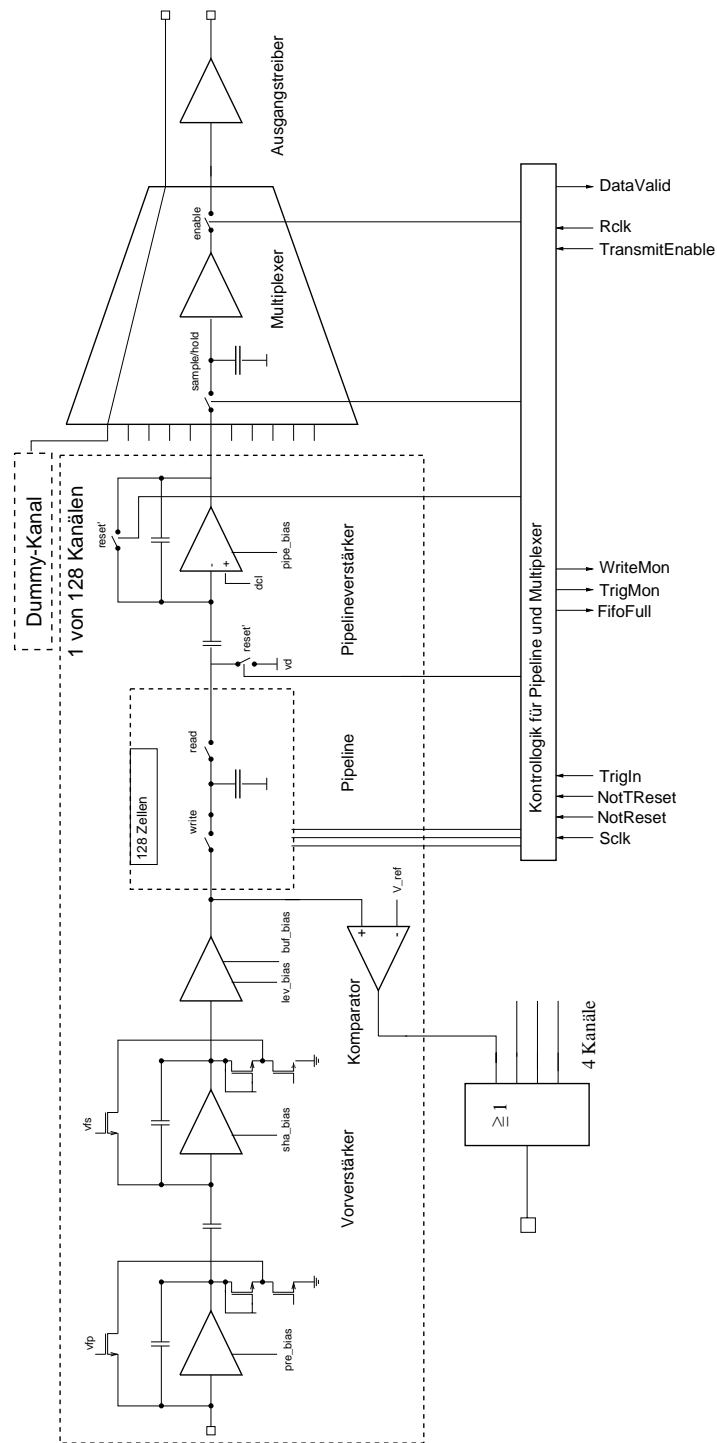 Ausgangstreiber
enable
Multiplexer
sample/hold
DataValid
Rclk
TransmitEnable
Dummy-Kanal
1 von 128 Kanälen
reset'
-
+
pipe_bias
dcl
Pipelineverstärker
reset'
vd
Kontrollogik für Pipeline und Multiplexer
WriteMon
TrigMon
FifoFull
128 Zellen
read
write
Pipeline
TrigIn
NotTReset
NotReset
Sclk
buf_bias
lev_bias
V_ref
+
-
Komparator
4 Kanäle
≥ 1
vfs
sha_bias
Vorverstärker
vfp
pre_bias